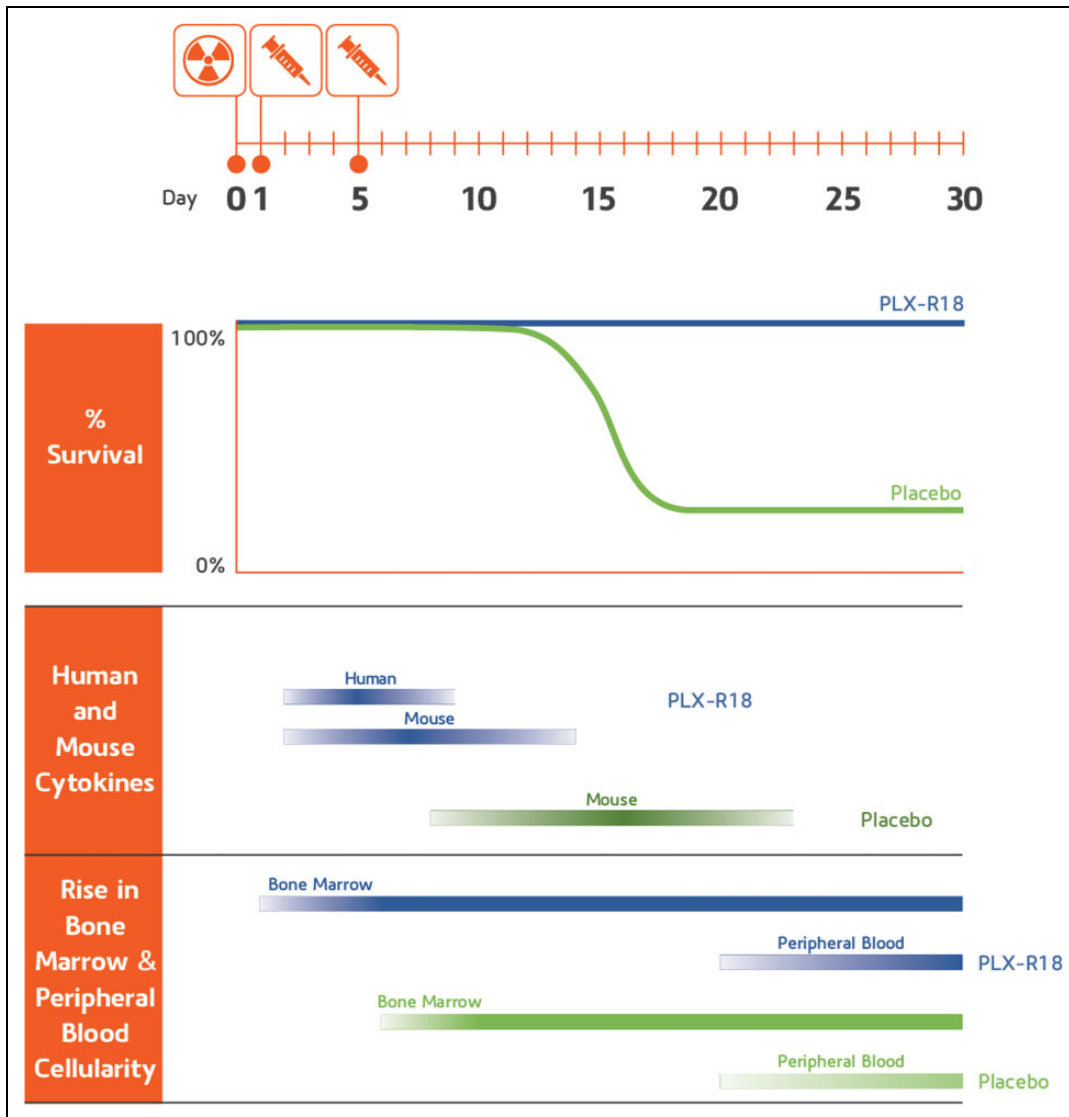 Day 0 1 5 10 15 20 25 30
PLX-R18
100%
%
Survival
Placebo
0%
Human
and
Mouse
Cytokines
Human
PLX-R18
Mouse
Mouse
Placebo
Rise in
Bone
Marrow &
Peripheral
Blood
Cellularity
Bone Marrow
Peripheral Blood
PLX-R18
Bone Marrow
Peripheral Blood
Placebo